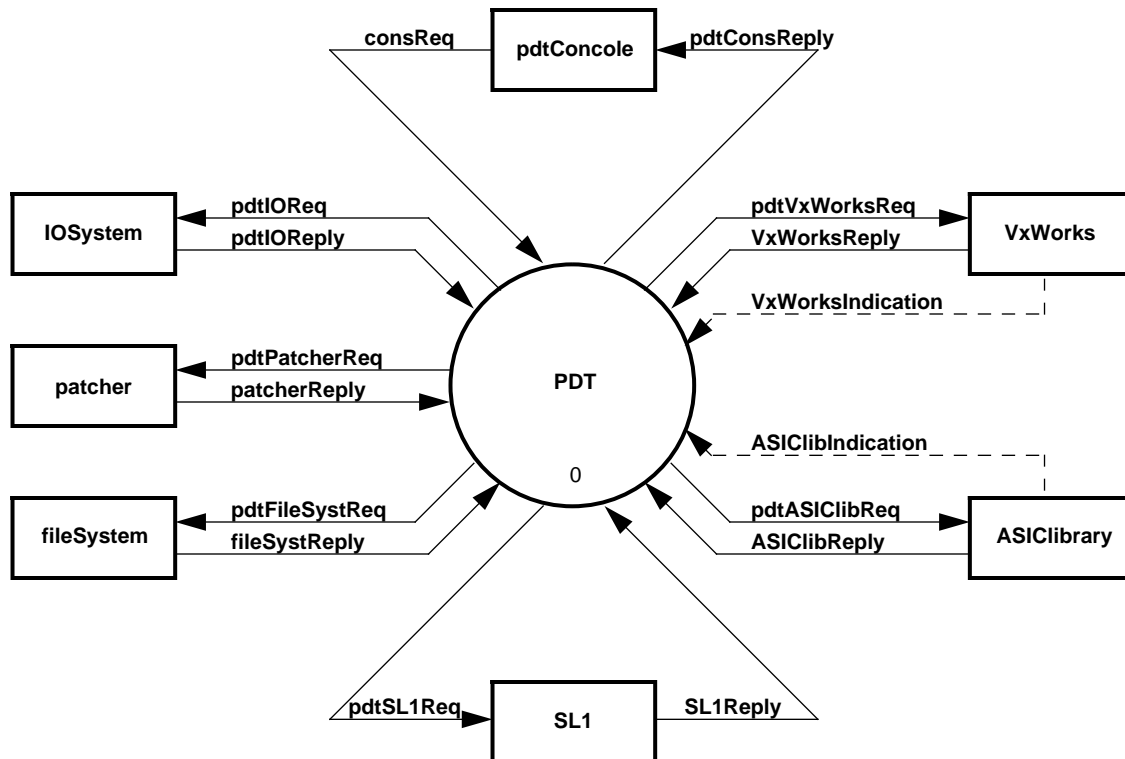 consReq
pdtConcole
pdtConsReply
IOSystem
pdtIOReq
pdtIOReply
pdtVxWorksReq
VxWorksReply
VxWorks
VxWorksIndication
patcher
pdtPatcherReq
patcherReply
PDT
0
ASIClibIndication
fileSystem
pdtFileSystReq
fileSystReply
pdtASIClibReq
ASIClibReply
ASIClibrary
pdtSL1Req
SL1
SL1Reply